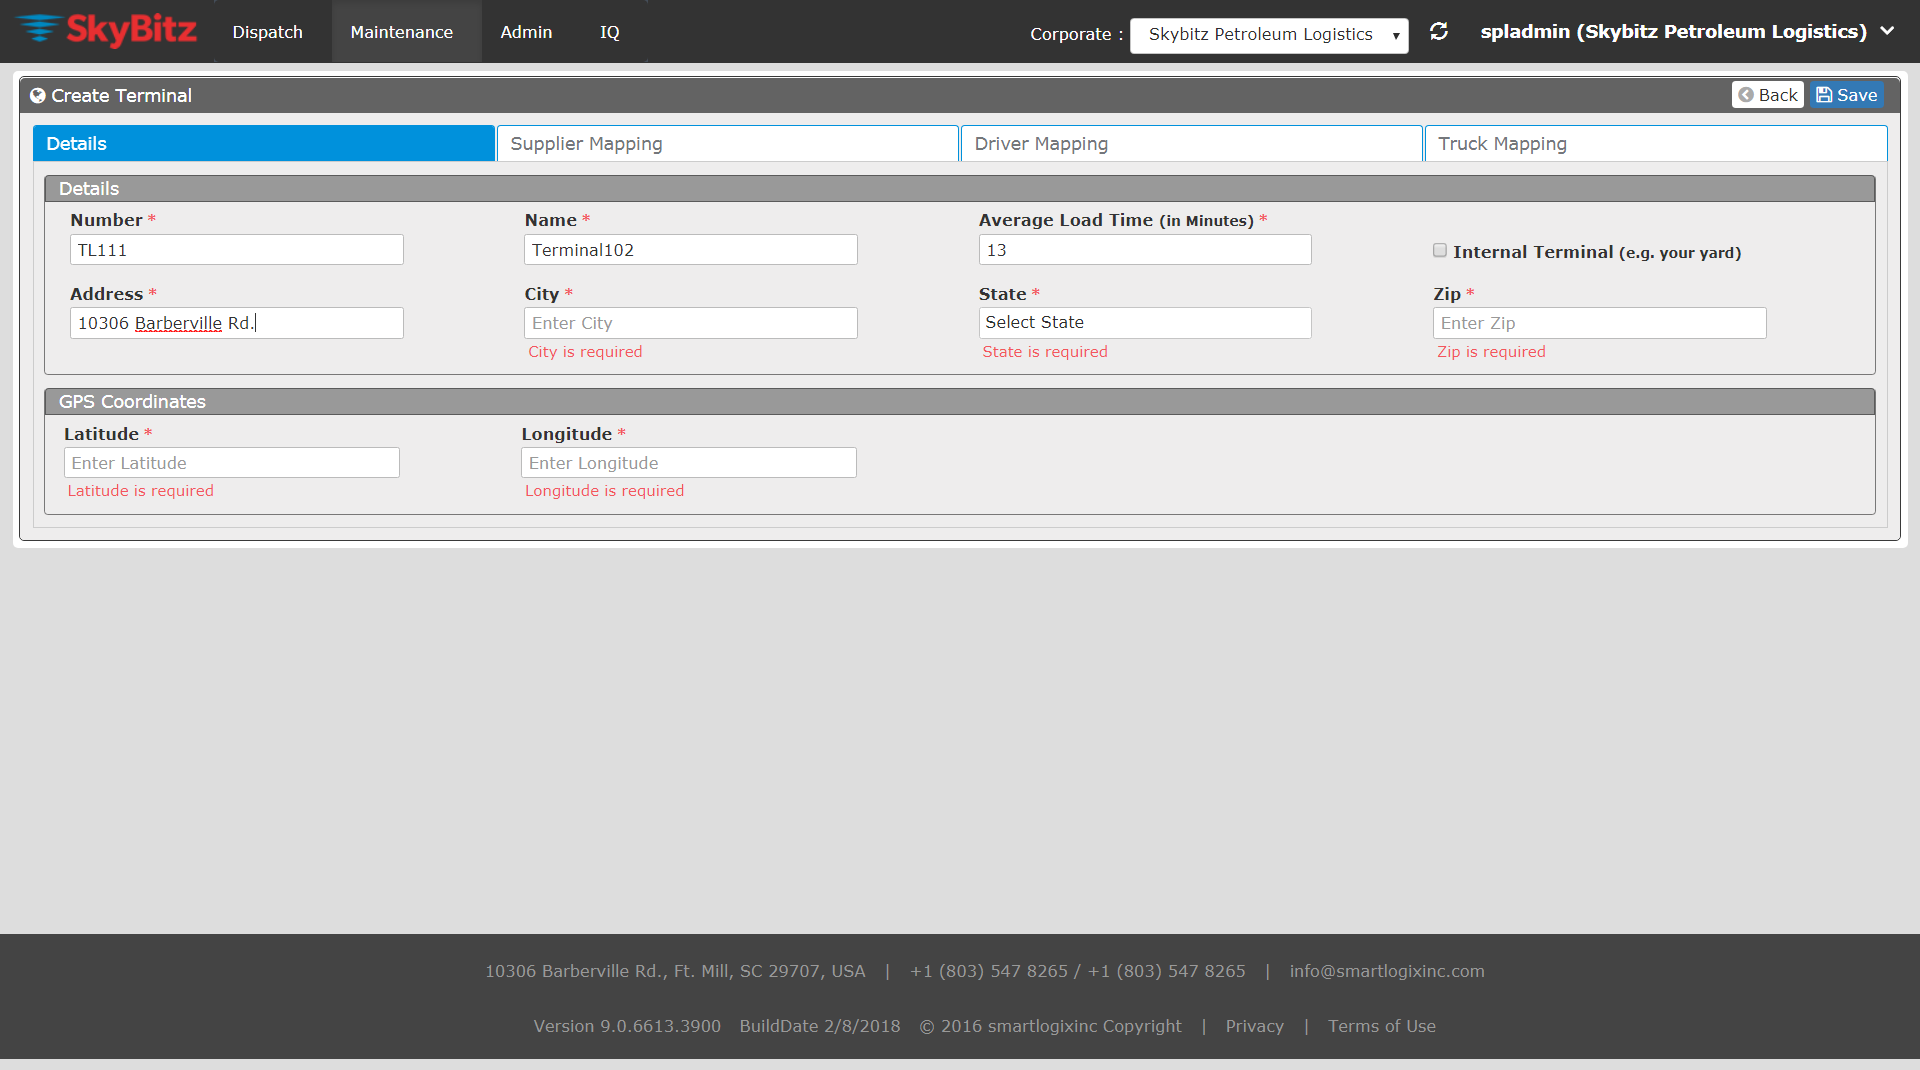 SkyBitz Dispatch Maintenance Admin IQ Corporate : Skybitz Petroleum Logistics spladmin (Skybitz Petroleum Logistics)
Create Terminal Back Save
Details Supplier Mapping Driver Mapping Truck Mapping
Details
Number * Name * Average Load Time (in Minutes) *
TL111 Terminal102 13 Internal Terminal (e.g. your yard)
Address * City * State * Zip *
10306 Barberville Rd. Enter City Select State Enter Zip
City is required State is required Zip is required
GPS Coordinates
Latitude * Longitude *
Enter Latitude Enter Longitude
Latitude is required Longitude is required
10306 Barberville Rd., Ft. Mill, SC 29707, USA | +1 (803) 547 8265 / +1 (803) 547 8265 | info@smartlogixinc.com
Version 9.0.6613.3900 BuildDate 2/8/2018 © 2016 smartlogixinc Copyright | Privacy | Terms of Use